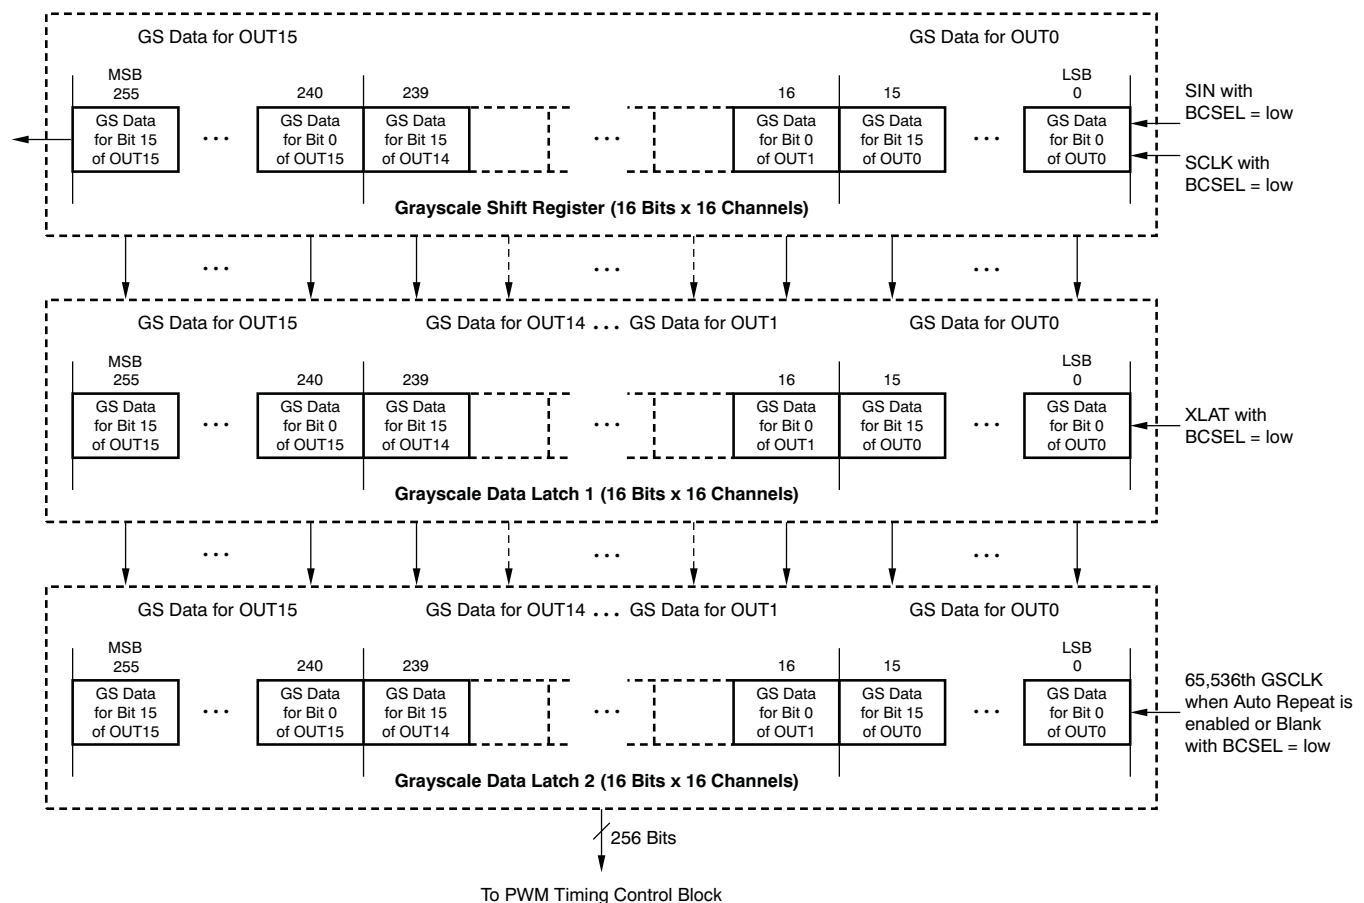 GS Data for OUT15 GS Data for OUT0
MSB LSB
255 240 239 16 15 0
GS Data GS Data GS Data GS Data GS Data GS Data
for Bit 15 for Bit 0 for Bit 15 for Bit 0 for Bit 15 for Bit 0
of OUT15 of OUT15 of OUT14 of OUT1 of OUT0 of OUT0
... ... ...
SIN with
BCSEL = low
SCLK with
BCSEL = low
Grayscale Shift Register (16 Bits x 16 Channels)
... ... ...
GS Data for OUT15 GS Data for OUT14 ... GS Data for OUT1 GS Data for OUT0
MSB LSB
255 240 239 16 15 0
GS Data GS Data GS Data GS Data GS Data GS Data
for Bit 15 for Bit 0 for Bit 15 for Bit 0 for Bit 15 for Bit 0
of OUT15 of OUT15 of OUT14 of OUT1 of OUT0 of OUT0
... ... ...
XLAT with
BCSEL = low
Grayscale Data Latch 1 (16 Bits x 16 Channels)
... ... ...
GS Data for OUT15 GS Data for OUT14 ... GS Data for OUT1 GS Data for OUT0
MSB LSB
255 240 239 16 15 0
GS Data GS Data GS Data GS Data GS Data GS Data
for Bit 15 for Bit 0 for Bit 15 for Bit 0 for Bit 15 for Bit 0
of OUT15 of OUT15 of OUT14 of OUT1 of OUT0 of OUT0
... ... ...
65,536th GSCLK
when Auto Repeat is
enabled or Blank
with BCSEL = low
Grayscale Data Latch 2 (16 Bits x 16 Channels)
256 Bits
To PWM Timing Control Block